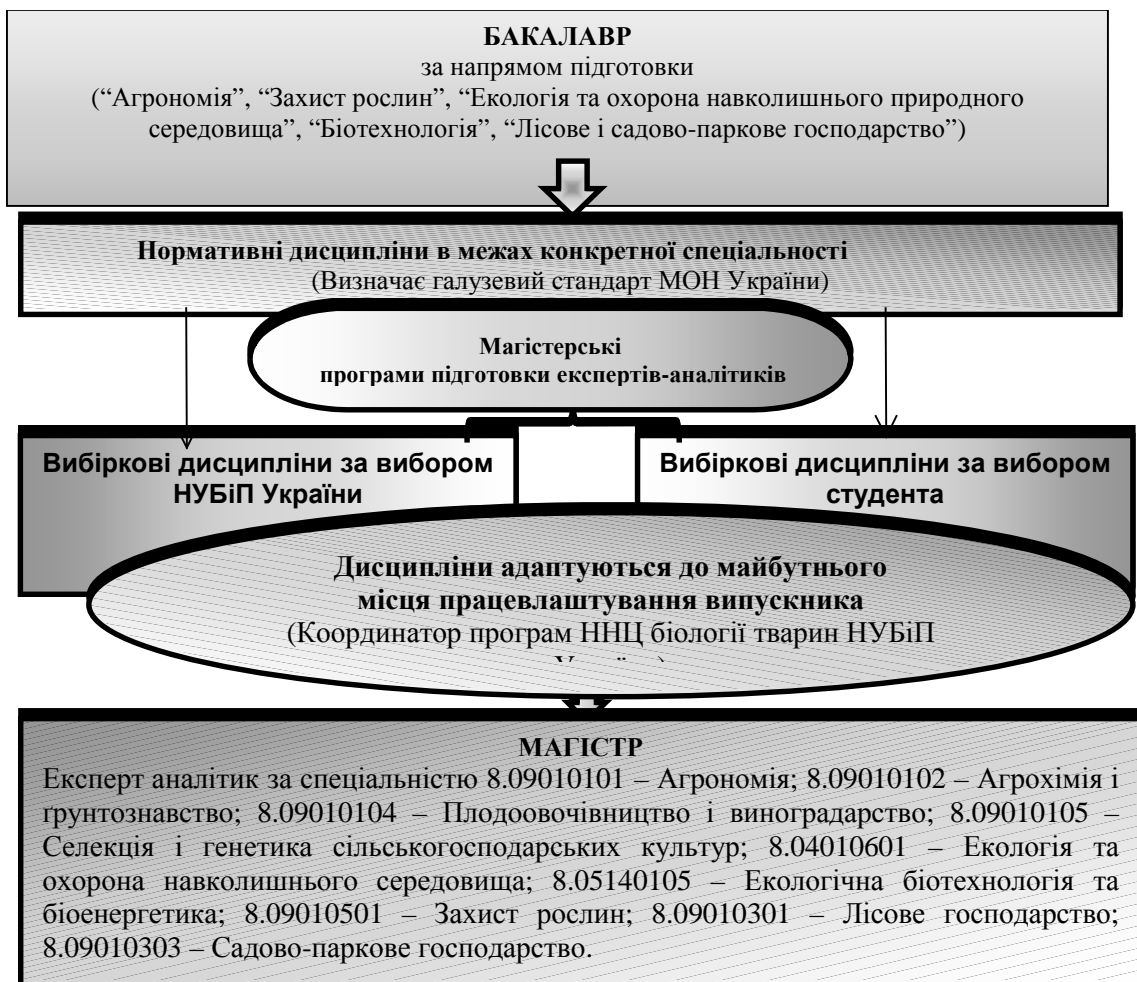 БАКАЛАВР
за напрямом підготовки
(“Агрономія”, “Захист рослин”, “Екологія та охорона навколишнього природного
середовища”, “Біотехнологія”, “Лісове і садово-паркове господарство”)
Нормативні дисципліни в межах конкретної спеціальності
(Визначає галузевий стандарт МОН України)
Магістерські
програми підготовки експертів-аналітиків
Вибіркові дисципліни за вибором
НУБіП України
Вибіркові дисципліни за вибором
студента
Дисципліни адаптуються до майбутнього
місця працевлаштування випускника
(Координатор програм ННЦ біології тварин НУБіП
МАГІСТР
Експерт аналітик за спеціальністю 8.09010101 – Агрономія; 8.09010102 – Агрохімія і
ґрунтознавство; 8.09010104 – Плодоовочівництво і виноградарство; 8.09010105 –
Селекція і генетика сільськогосподарських культур; 8.04010601 – Екологія та
охорона навколишнього середовища; 8.05140105 – Екологічна біотехнологія та
біоенергетика; 8.09010501 – Захист рослин; 8.09010301 – Лісове господарство;
8.09010303 – Садово-паркове господарство.